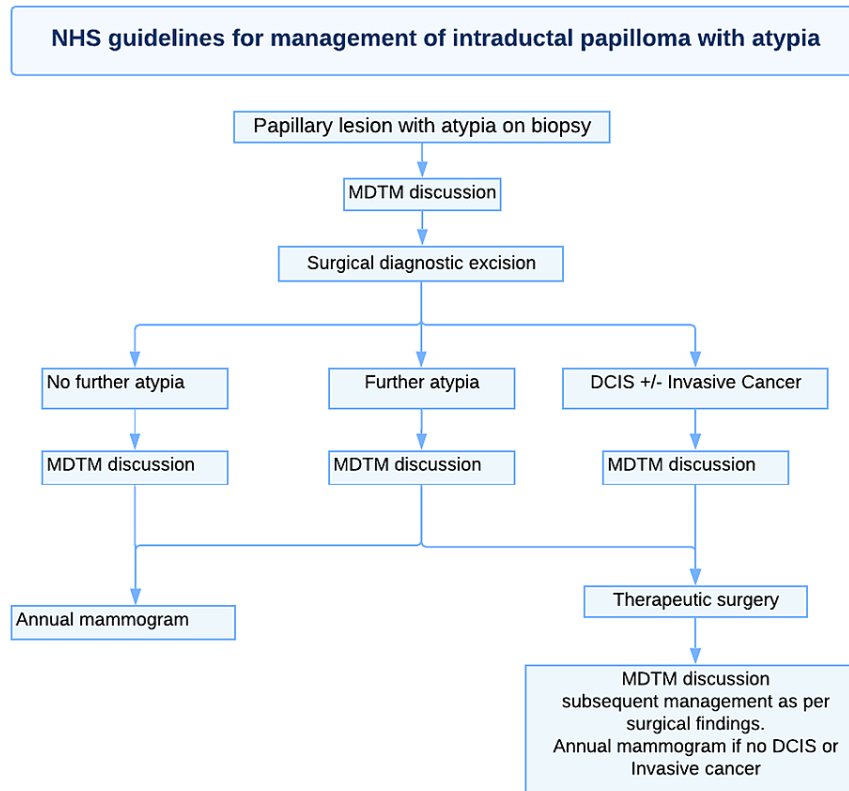 NHS guidelines for management of intraductal papilloma with atypia
Papillary lesion with atypia on biopsy
MDTM discussion
Surgical diagnostic excision
No further atypia
Further atypia
DCIS +/- Invasive Cancer
MDTM discussion
MDTM discussion
MDTM discussion
Annual mammogram
Therapeutic surgery
MDTM discussion
subsequent management as per
surgical findings.
Annual mammogram if no DCIS or
Invasive cancer